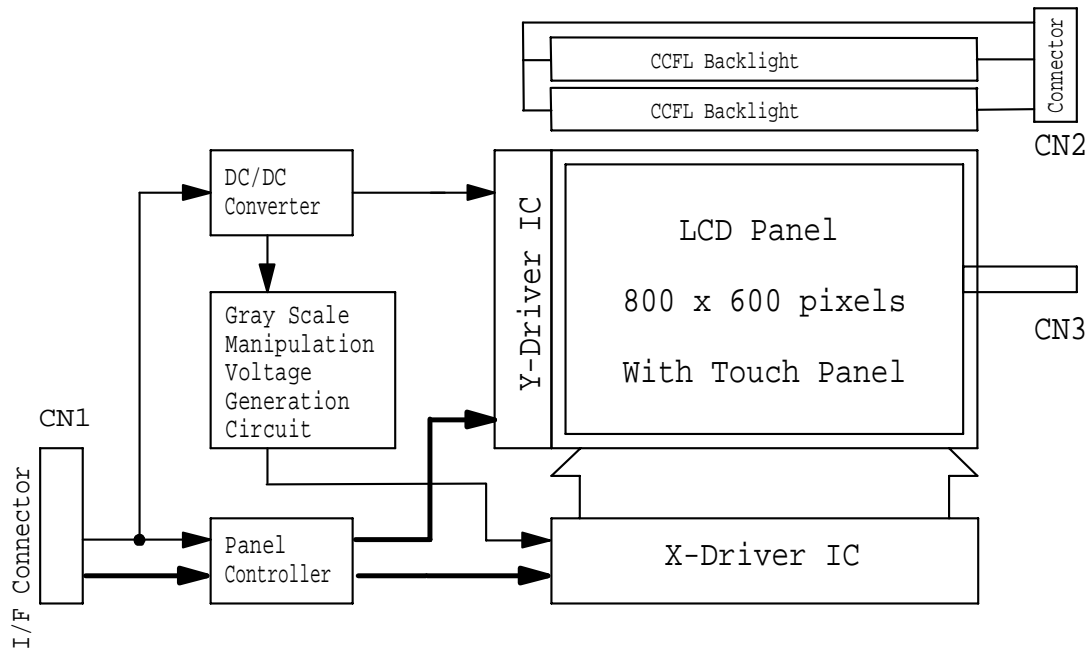 CCFL Backlight
CCFL Backlight
Connector
CN2
DC/DC
Converter
Y-Driver IC
LCD Panel
800 x 600 pixels
With Touch Panel
CN3
Gray Scale
Manipulation
Voltage
Generation
Circuit
CN1
I/F Connector
Panel
Controller
X-Driver IC